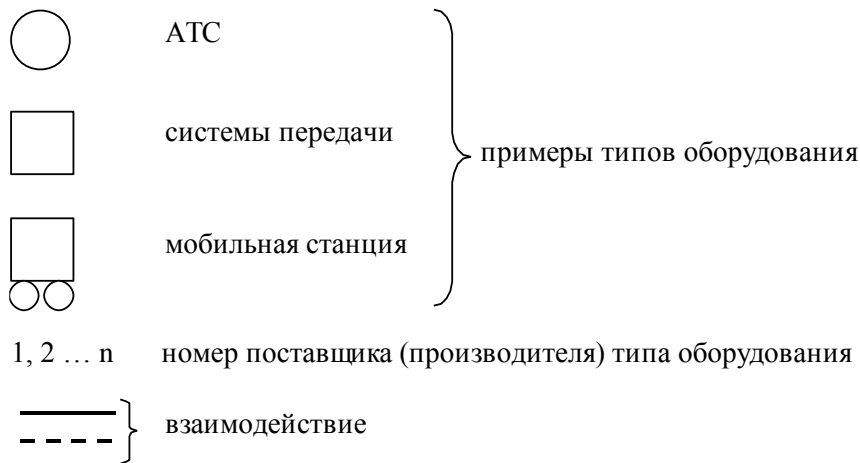 АТС
системы передачи
примеры типов оборудования
мобильная станция
1, 2 … n номер поставщика (производителя) типа оборудования
взаимодействие